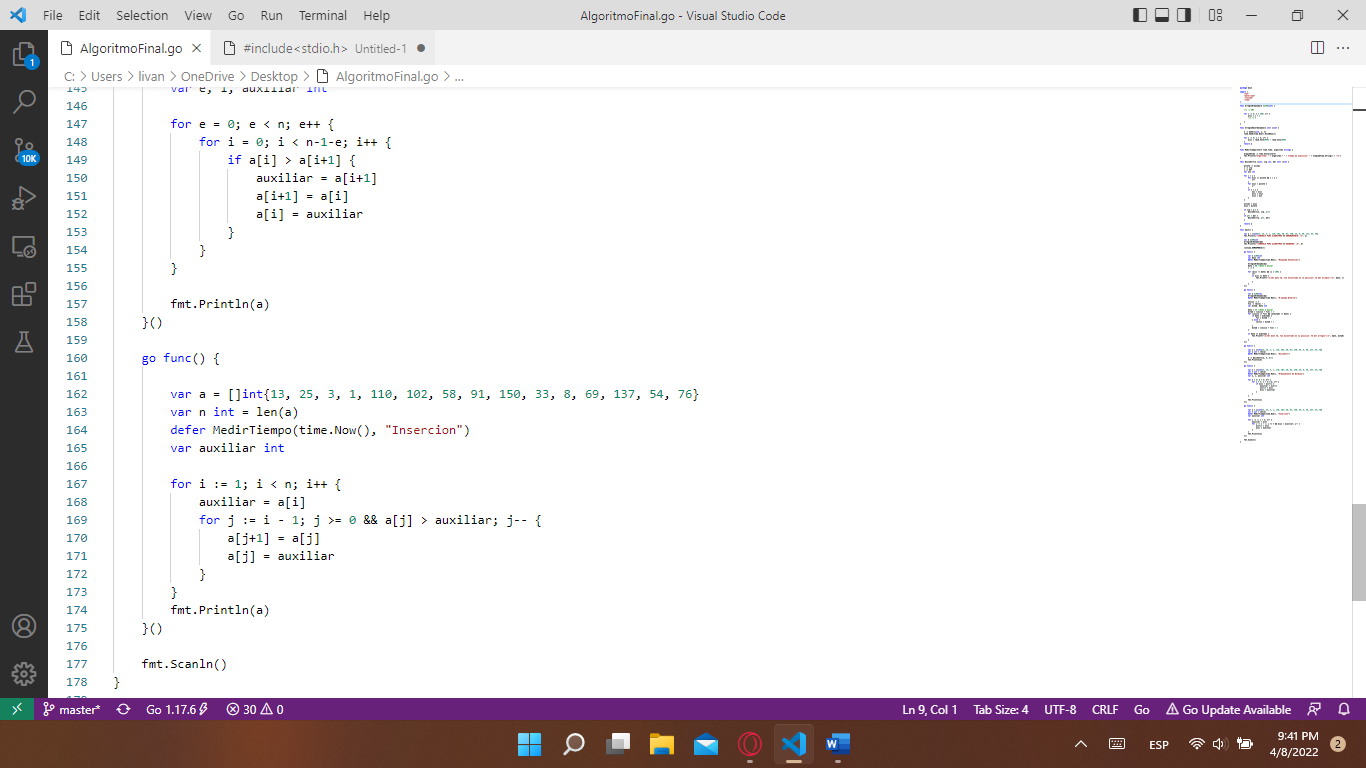 File Edit Selection View Go Run Terminal Help AlgoritmoFinal.go - Visual Studio Code
AlgoritmoFinal.go #include<stdio.h> Untitled-1
C: > Users > livan > OneDrive > Desktop > AlgoritmoFinal.go > ...
145 var e, i, auxiliar int
146
147 for e = 0; e < n; e++ {
148 for i = 0; i < n-1-e; i++ {
149 if a[i] > a[i+1] {
150 auxiliar = a[i+1]
151 a[i+1] = a[i]
152 a[i] = auxiliar
153 }
154 }
155 }
156
157 fmt.Println(a)
158 }()
159
160 go func() {
161
162 var a = []int{13, 25, 3, 1, 110, 102, 58, 91, 150, 33, 8, 69, 137, 54, 76}
163 var n int = len(a)
164 defer MedirTiempo(time.Now(), "Insercion")
165 var auxiliar int
166
167 for i := 1; i < n; i++ {
168 auxiliar = a[i]
169 for j := i - 1; j >= 0 && a[j] > auxiliar; j-- {
170 a[j+1] = a[j]
171 a[j] = auxiliar
172 }
173 }
174 fmt.Println(a)
175 }()
176
177 fmt.Scanln()
178 }
1
10K
master* Go 1.17.6 30 0 Ln 9, Col 1 Tab Size: 4 UTF-8 CRLF Go Go Update Available
ESP 9:41 PM 2
4/8/2022